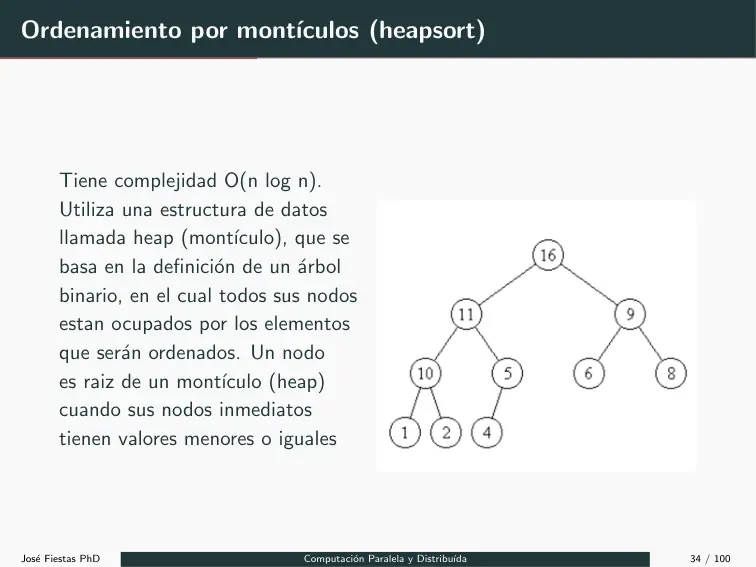 Ordenamiento por montículos (heapsort)
Tiene complejidad O(n log n).
Utiliza una estructura de datos
llamada heap (montículo), que se
basa en la definición de un árbol
binario, en el cual todos sus nodos
estan ocupados por los elementos
que serán ordenados. Un nodo
es raiz de un montículo (heap)
cuando sus nodos inmediatos
tienen valores menores o iguales
16
11 9
10 5 6 8
1 2 4
José Fiestas PhD Computación Paralela y Distribuída 34 / 100